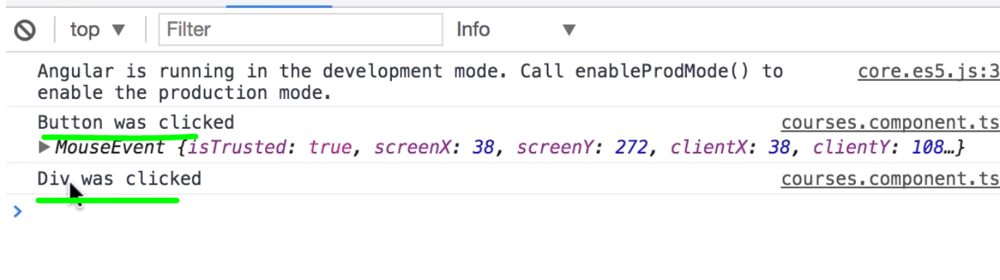 top ▼ Filter Info ▼
Angular is running in the development mode. Call enableProdMode() to core.es5.js:3
enable the production mode.
Button was clicked courses.component.ts
▶MouseEvent {isTrusted: true, screenX: 38, screenY: 272, clientX: 38, clientY: 108…}
Div was clicked courses.component.ts
>